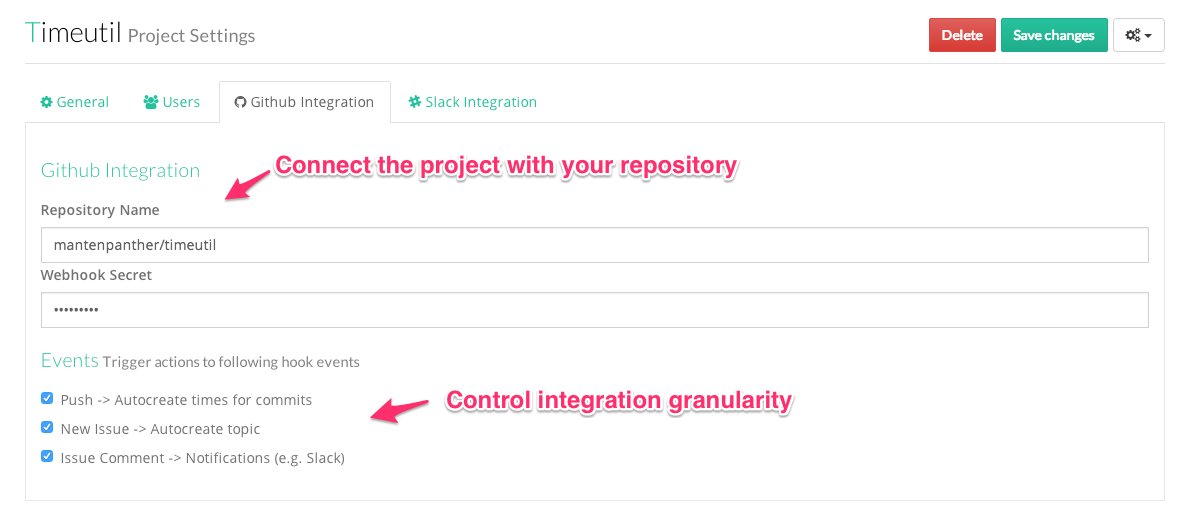 Timeutil Project Settings
Delete
Save changes
General
Users
Github Integration
Slack Integration
Github Integration
Connect the project with your repository
Repository Name
mantenpanther/timeutil
Webhook Secret
•••••••••
Events Trigger actions to following hook events
Push -> Autocreate times for commits
Control integration granularity
New Issue -> Autocreate topic
Issue Comment -> Notifications (e.g. Slack)